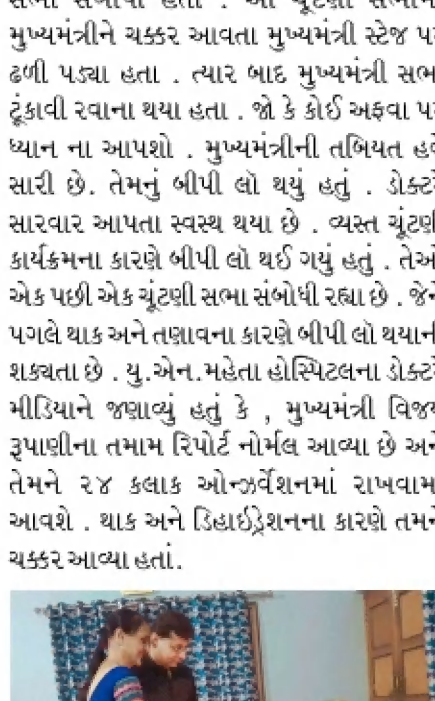 મુખ્યમંત્રીને ચક્કર આવતા મુખ્યમંત્રી સ્ટેજ પ
ઢળી પડ્યા હતા . ત્યાર બાદ મુખ્યમંત્રી સભ
ટૂંકાવી રવાના થયા હતા . જો કે કોઈ અફવા પ
ધ્યાન ના આપશો . મુખ્યમંત્રીની તબિયત હવ
સારી છે. તેમનું બીપી લૉ થયું હતું . ડોક્ટ
સારવાર આપતા સ્વસ્થ થયા છે . વ્યસ્ત ચૂંટણ
કાર્યક્રમના કારણે બીપી લૉ થઈ ગયું હતું . તેઓ
એક પછી એક ચૂંટણી સભા સંબોધી રહ્યા છે . જેન
પગલે થાક અને તણાવના કારણે બીપી લૉ થયાન
શક્યતા છે . યુ.એન.મહેતા હોસ્પિટલના ડોક્ટ
મીડિયાને જણાવ્યું હતું કે , મુખ્યમંત્રી વિજ
રૂપાણીના તમામ રિપોર્ટ નોર્મલ આવ્યા છે અન
તેમને ૨૪ કલાક ઓબ્ઝર્વેશનમાં રાખવામ
આવશે . થાક અને ડિહાઇડ્રેશનના કારણે તમન
ચક્કર આવ્યા હતાં.